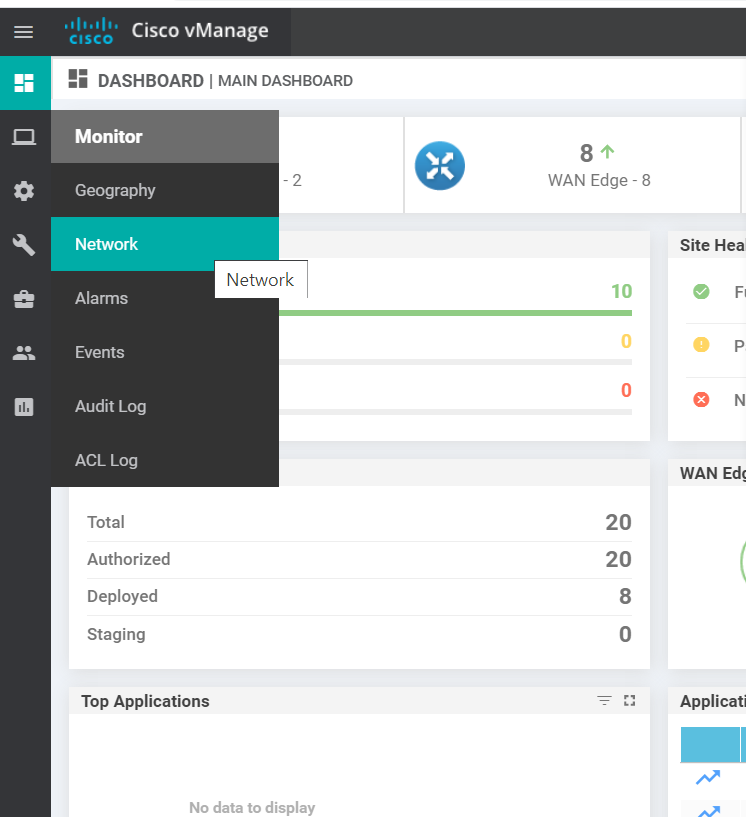 CISCO
Cisco vManage
DASHBOARD | MAIN DASHBOARD
Monitor
Geography
Network
Network
Alarms
Events
Audit Log
ACL Log
- 2
8
WAN Edge - 8
10
0
0
Site Hea
F
P
N
Total 20
Authorized 20
Deployed 8
Staging 0
WAN Edg
Top Applications
No data to display
Applicati